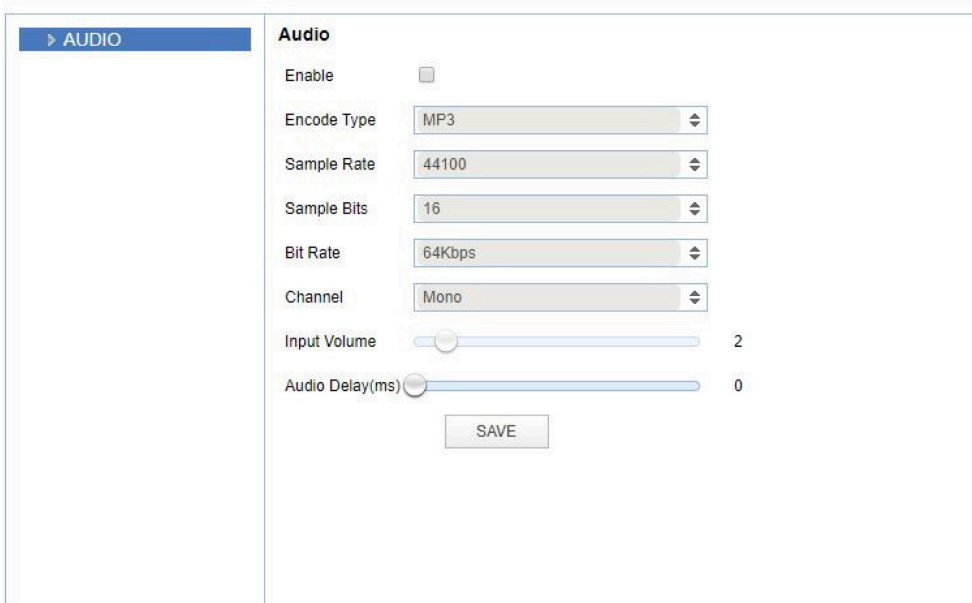 AUDIO
Audio
Enable
Encode Type MP3
Sample Rate 44100
Sample Bits 16
Bit Rate 64Kbps
Channel Mono
Input Volume 2
Audio Delay(ms) 0
SAVE